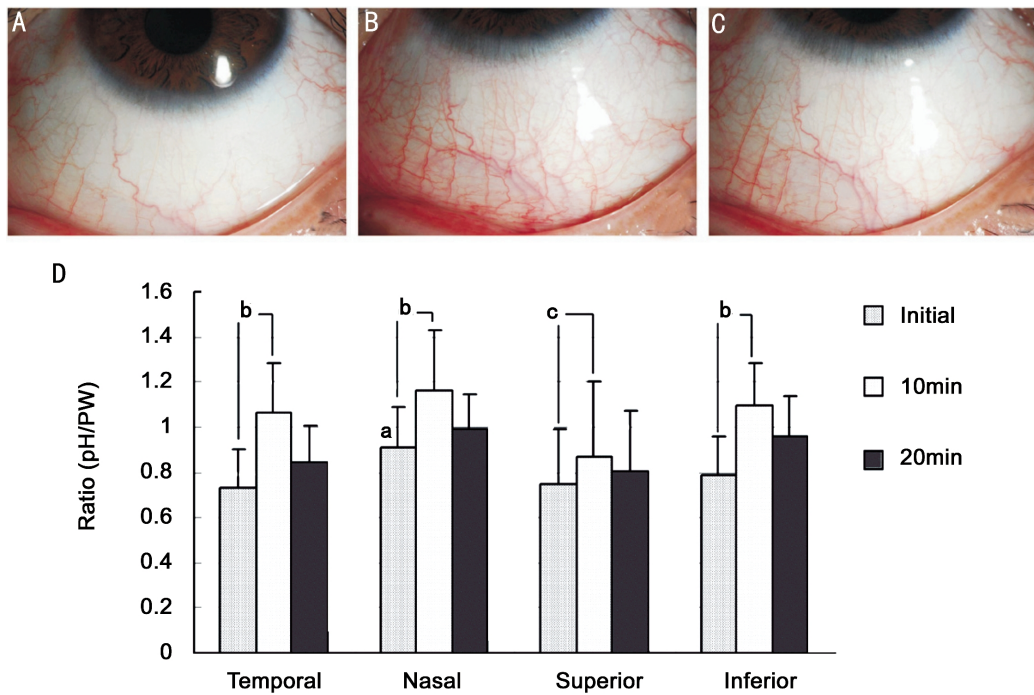 A
B
C
D
Ratio (pH/PW)
1.6
1.4
1.2
1
0.8
0.6
0.4
0.2
0
b
b
c
b
a
Initial
10min
20min
Temporal
Nasal
Superior
Inferior